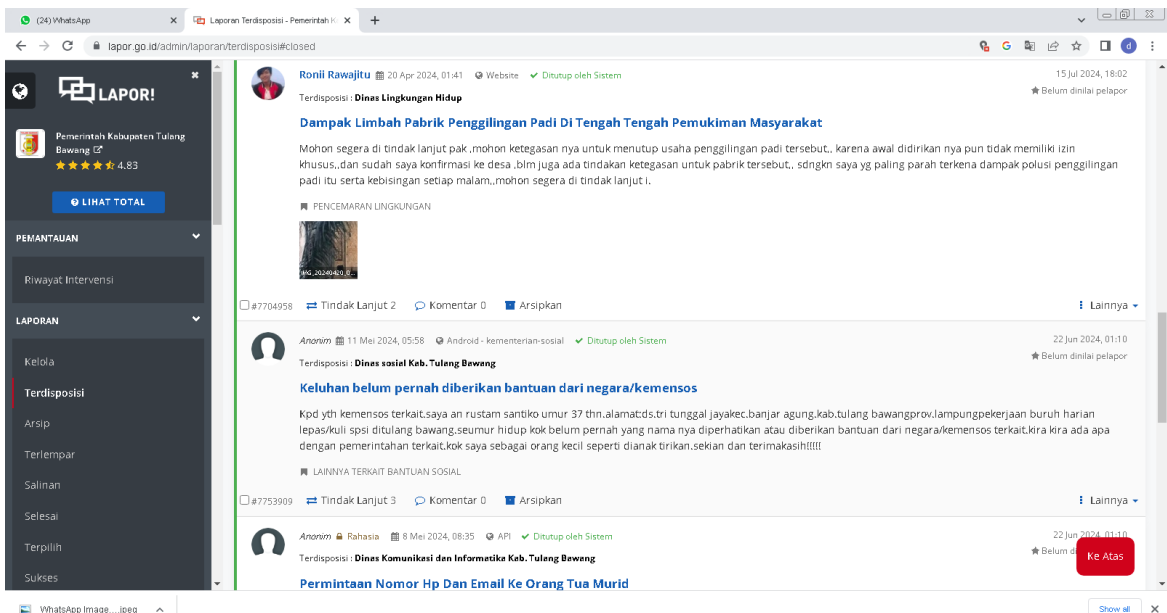 (24) WhatsApp
Laporan Terdisposisi - Pemerintah K
lapor.go.id/admin/laporan/terdisposisi#closed
G
d
LAPOR!
Pemerintah Kabupaten Tulang
Bawang
4.83
LIHAT TOTAL
PEMANTAUAN
Riwayat Intervensi
LAPORAN
Kelola
Terdisposisi
Arsip
Terlempar
Salinan
Selesai
Terpilih
Sukses
Ronii Rawajitu 20 Apr 2024, 01:41 Website Ditutup oleh Sistem
15 Jul 2024, 18:02
Terdisposisi : Dinas Lingkungan Hidup
Belum dinilai pelapor
Dampak Limbah Pabrik Penggilingan Padi Di Tengah Tengah Pemukiman Masyarakat
Mohon segera di tindak lanjut pak ,mohon ketegasan nya untuk menutup usaha penggilingan padi tersebut,, karena awal didirikan nya pun tidak memiliki izin
khusus,,dan sudah saya konfirmasi ke desa ,blm juga ada tindakan ketegasan untuk pabrik tersebut,, sdngkn saya yg paling parah terkena dampak polusi penggilingan
padi itu serta kebisingan setiap malam,,mohon segera di tindak lanjut i.
PENCEMARAN LINGKUNGAN
IMG_20240420_0...
#7704958 Tindak Lanjut 2 Komentar 0 Arsipkan Lainnya
Anonim 11 Mei 2024, 05:58 Android - kementerian-sosial Ditutup oleh Sistem
22 Jun 2024, 01:10
Terdisposisi : Dinas sosial Kab. Tulang Bawang
Belum dinilai pelapor
Keluhan belum pernah diberikan bantuan dari negara/kemensos
Kpd yth kemensos terkait.saya an rustam santiko umur 37 thn.alamat:ds.tri tunggal jayakec.banjar agung.kab.tulang bawangprov.lampungpekerjaan buruh harian
lepas/kuli spsi ditulang bawang.seumur hidup kok belum pernah yang nama nya diperhatikan atau diberikan bantuan dari negara/kemensos terkait.kira kira ada apa
dengan pemerintahan terkait.kok saya sebagai orang kecil seperti dianak tirikan.sekian dan terimakasih!!!!!
LAINNYA TERKAIT BANTUAN SOSIAL
#7753909 Tindak Lanjut 3 Komentar 0 Arsipkan Lainnya
Anonim Rahasia 8 Mei 2024, 08:35 API Ditutup oleh Sistem
22 Jun 2024, 01:10
Terdisposisi : Dinas Komunikasi dan Informatika Kab. Tulang Bawang
Belum
Ke Atas
Permintaan Nomor Hp Dan Email Ke Orang Tua Murid
WhatsApp Image....jpeg
Show all